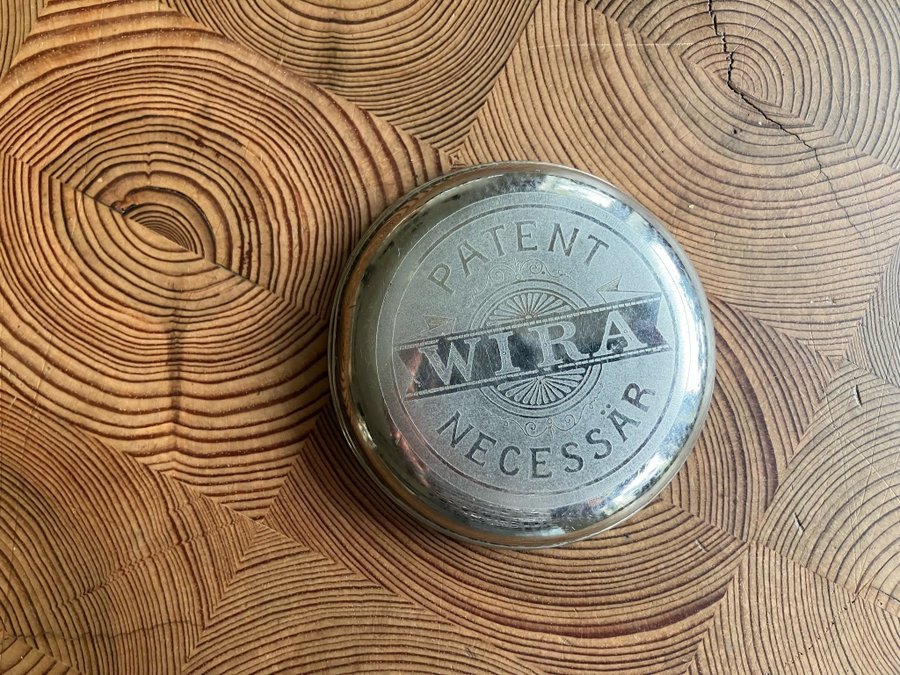 PATENT
WIRA
NECESSÄR